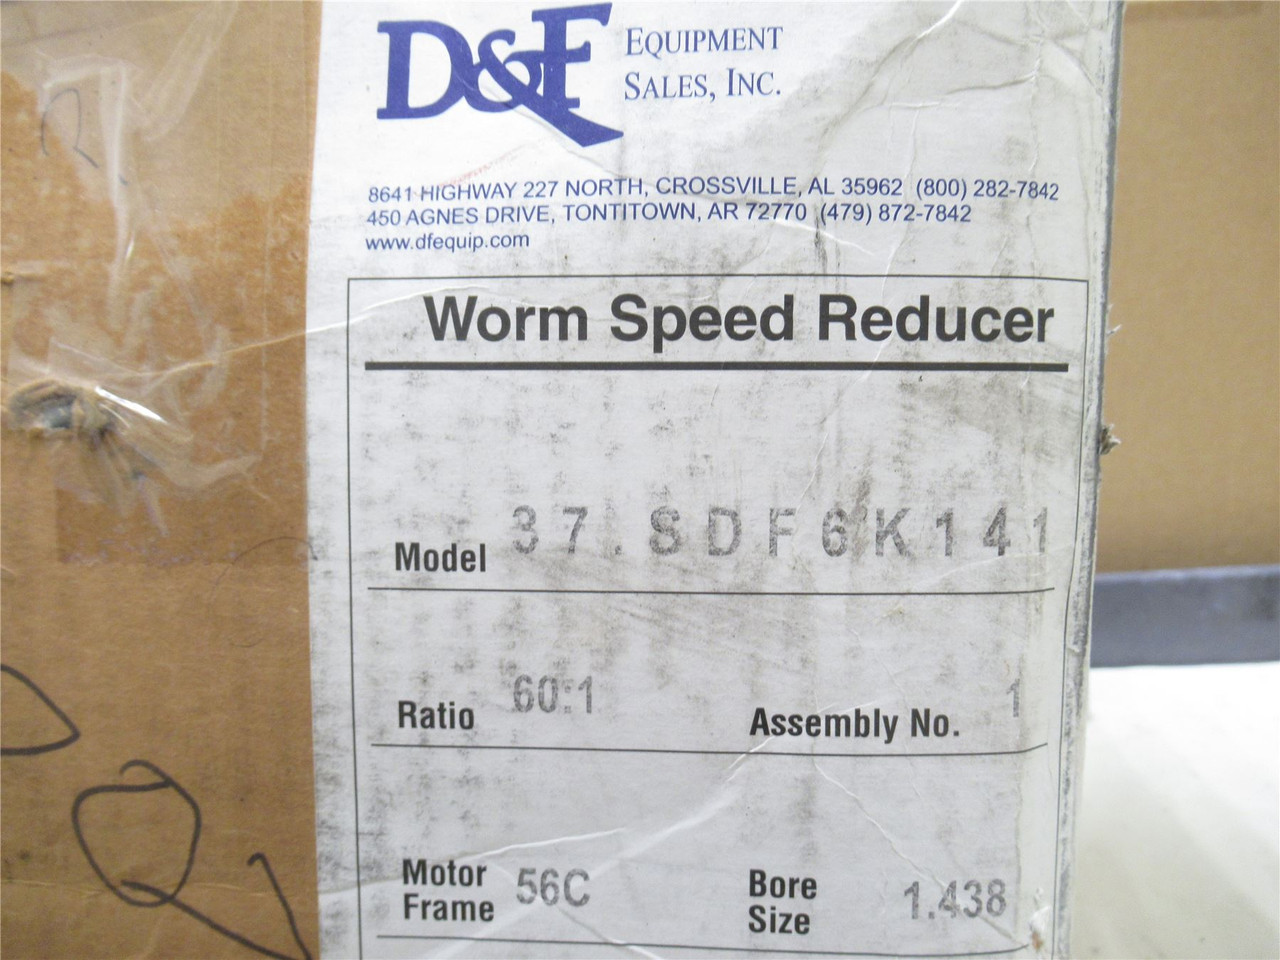 D&F EQUIPMENT
SALES, INC.
8641 HIGHWAY 227 NORTH, CROSSVILLE, AL 35962 (800) 282-7842
450 AGNES DRIVE, TONTITOWN, AR 72770 (479) 872-7842
www.dfequip.com
Worm Speed Reducer
Model 37.SDF6K141
Ratio 60:1 Assembly No. 1
Motor Frame 56C Bore Size 1.438